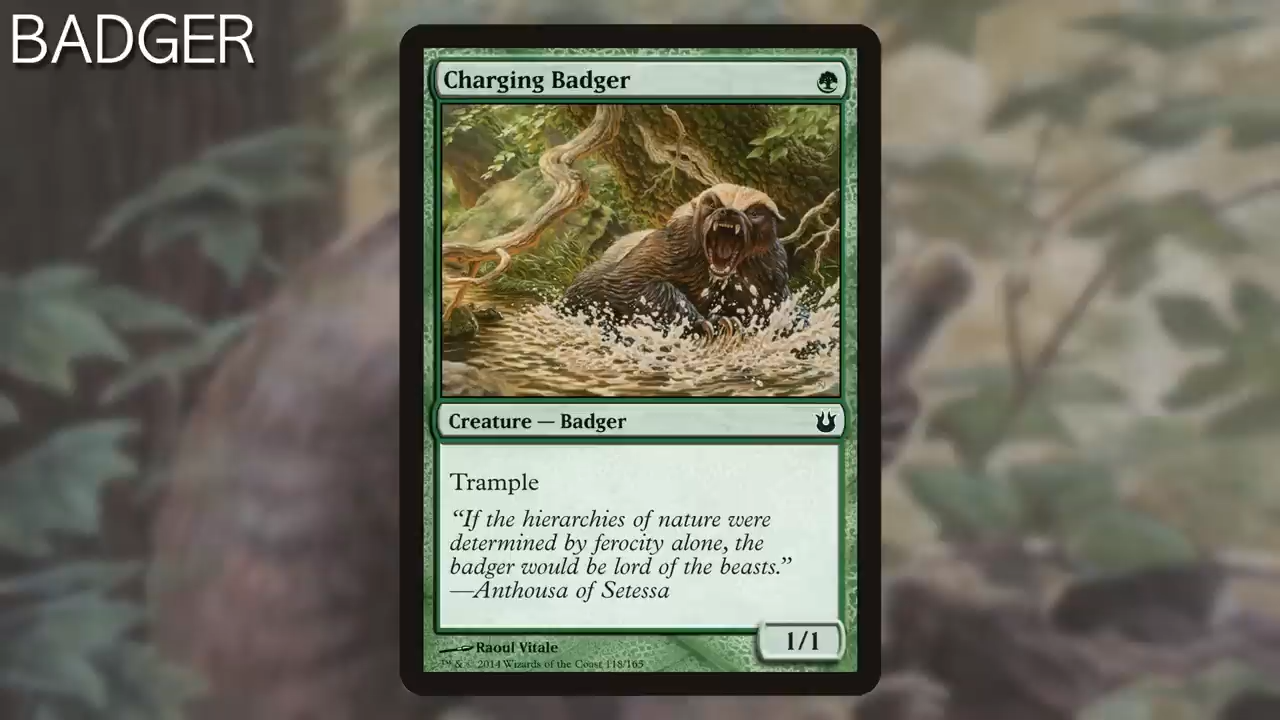 BADGER
Charging Badger
Creature — Badger
Trample
“If the hierarchies of nature were
determined by ferocity alone, the
badger would be lord of the beasts.”
—Anthousa of Setessa
1/1
Raoul Vitale
™ & © 2014 Wizards of the Coast 118/165